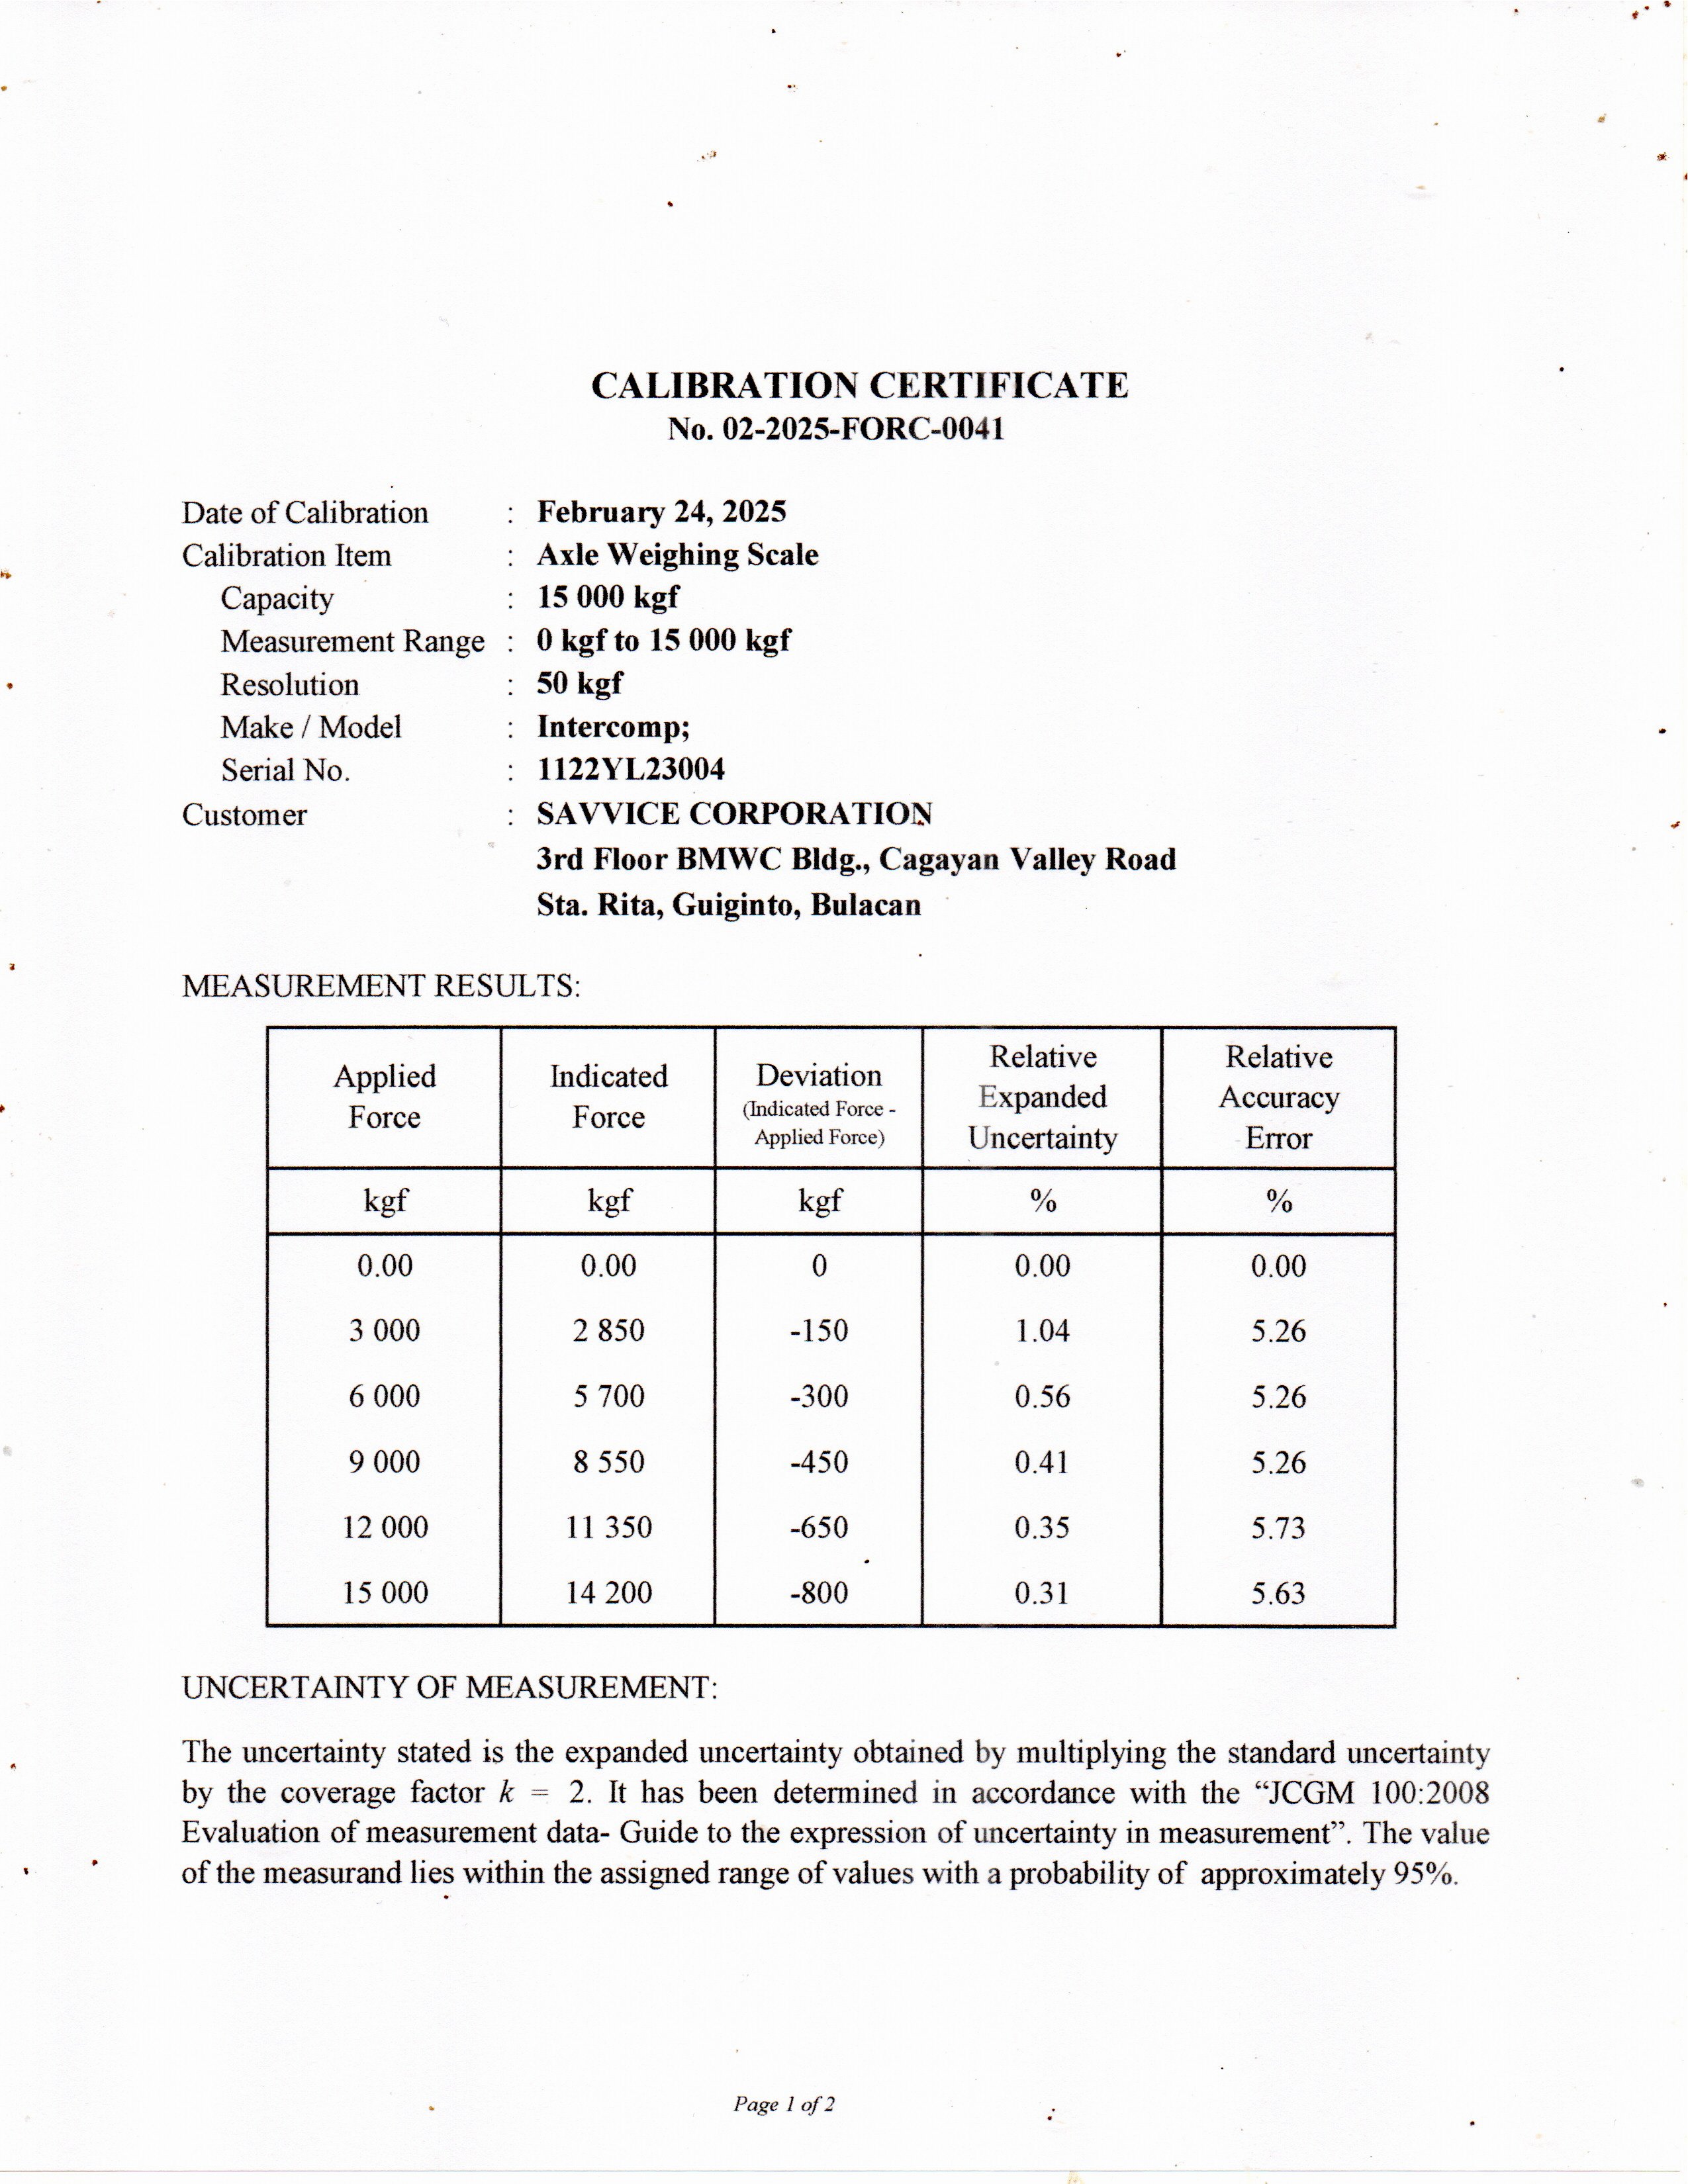 CALIBRATION CERTIFICATE
No. 02-2025-FORC-0041
Date of Calibration : February 24, 2025
Calibration Item : Axle Weighing Scale
Capacity : 15 000 kgf
Measurement Range : 0 kgf to 15 000 kgf
Resolution : 50 kgf
Make / Model : Intercomp;
Serial No. : 1122YL23004
Customer : SAVVICE CORPORATION
3rd Floor BMWC Bldg., Cagayan Valley Road
Sta. Rita, Guiginto, Bulacan
MEASUREMENT RESULTS:
Applied Force
Indicated Force
Deviation (Indicated Force - Applied Force)
Relative Expanded Uncertainty
Relative Accuracy Error
kgf kgf kgf % %
0.00 0.00 0 0.00 0.00
3 000 2 850 -150 1.04 5.26
6 000 5 700 -300 0.56 5.26
9 000 8 550 -450 0.41 5.26
12 000 11 350 -650 0.35 5.73
15 000 14 200 -800 0.31 5.63
UNCERTAINTY OF MEASUREMENT:
The uncertainty stated is the expanded uncertainty obtained by multiplying the standard uncertainty
by the coverage factor k = 2. It has been determined in accordance with the “JCGM 100:2008
Evaluation of measurement data- Guide to the expression of uncertainty in measurement”. The value
of the measurand lies within the assigned range of values with a probability of approximately 95%.
Page 1 of 2